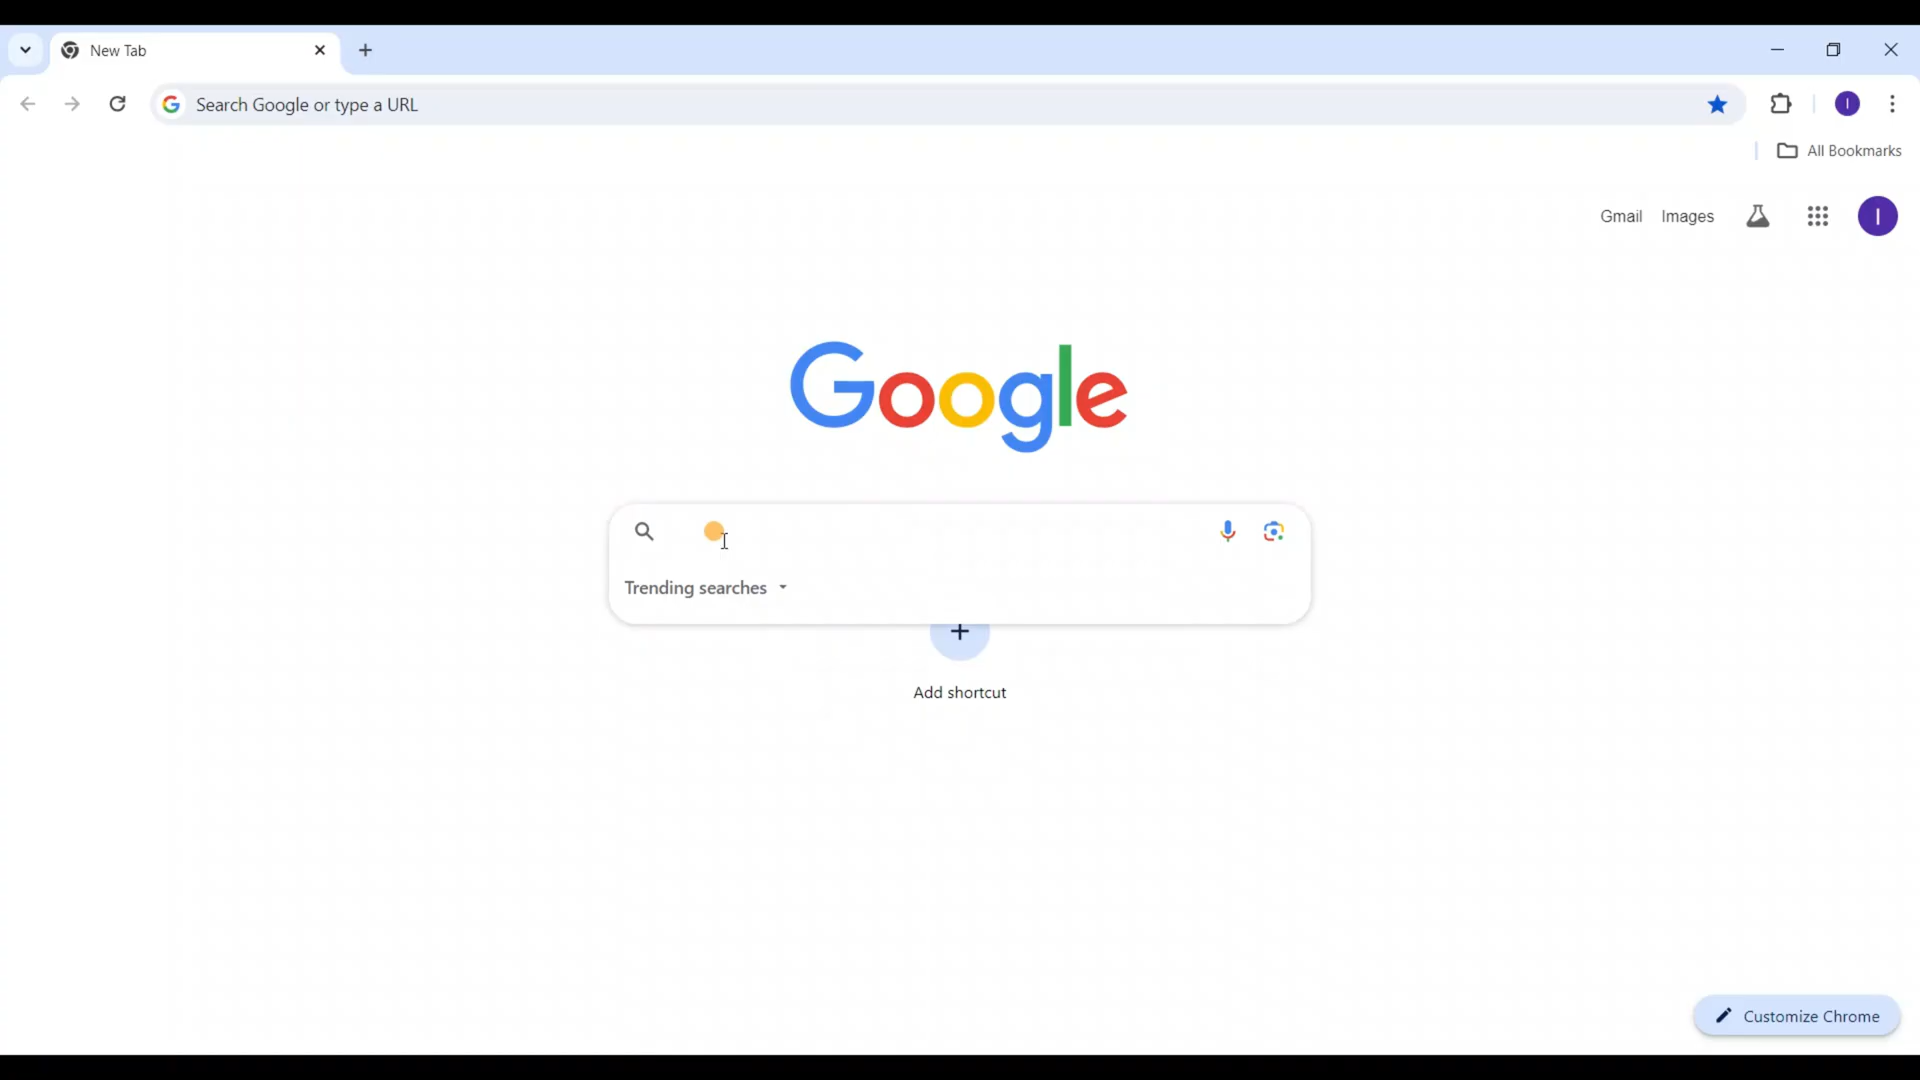 New Tab
Search Google or type a URL
All Bookmarks
Gmail Images
I
Google
Trending searches
Add shortcut
Customize Chrome